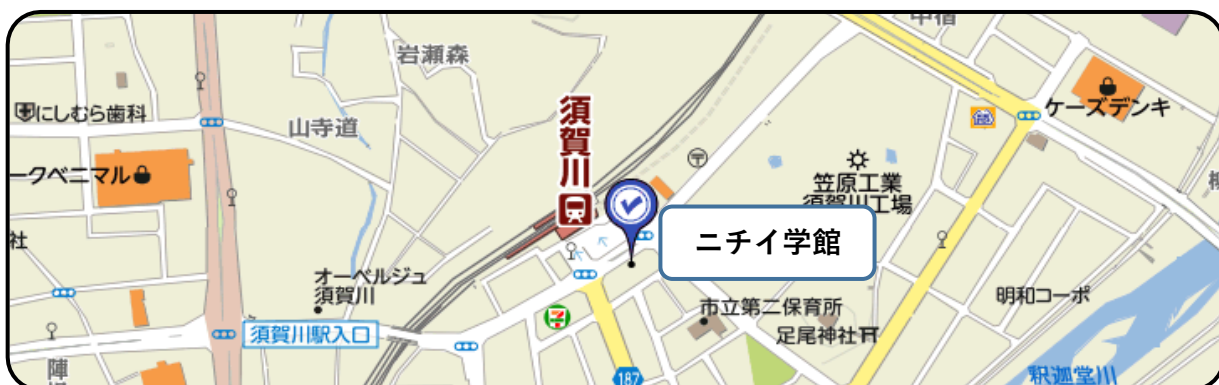 中宿
岩瀬森
にしむら歯科
ケーズデンキ
山寺道
須賀川
ークベニマル
笠原工業
須賀川工場
社
ニチイ学館
オーベルジュ
須賀川
明和コーポ
市立第二保育所
足尾神社
須賀川駅入口
陣
187
釈迦堂川